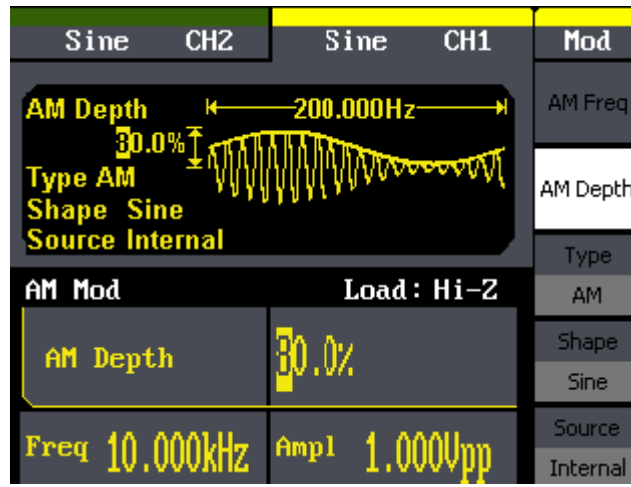 Sine CH2 Sine CH1 Mod
AM Depth 200.000Hz
80.0%
Type AM
Shape Sine
Source Internal
AM Mod Load: Hi-Z
AM Depth 80.0%
Freq 10.000kHz Ampl 1.000Vpp
AM Freq
AM Depth
Type
AM
Shape
Sine
Source
Internal